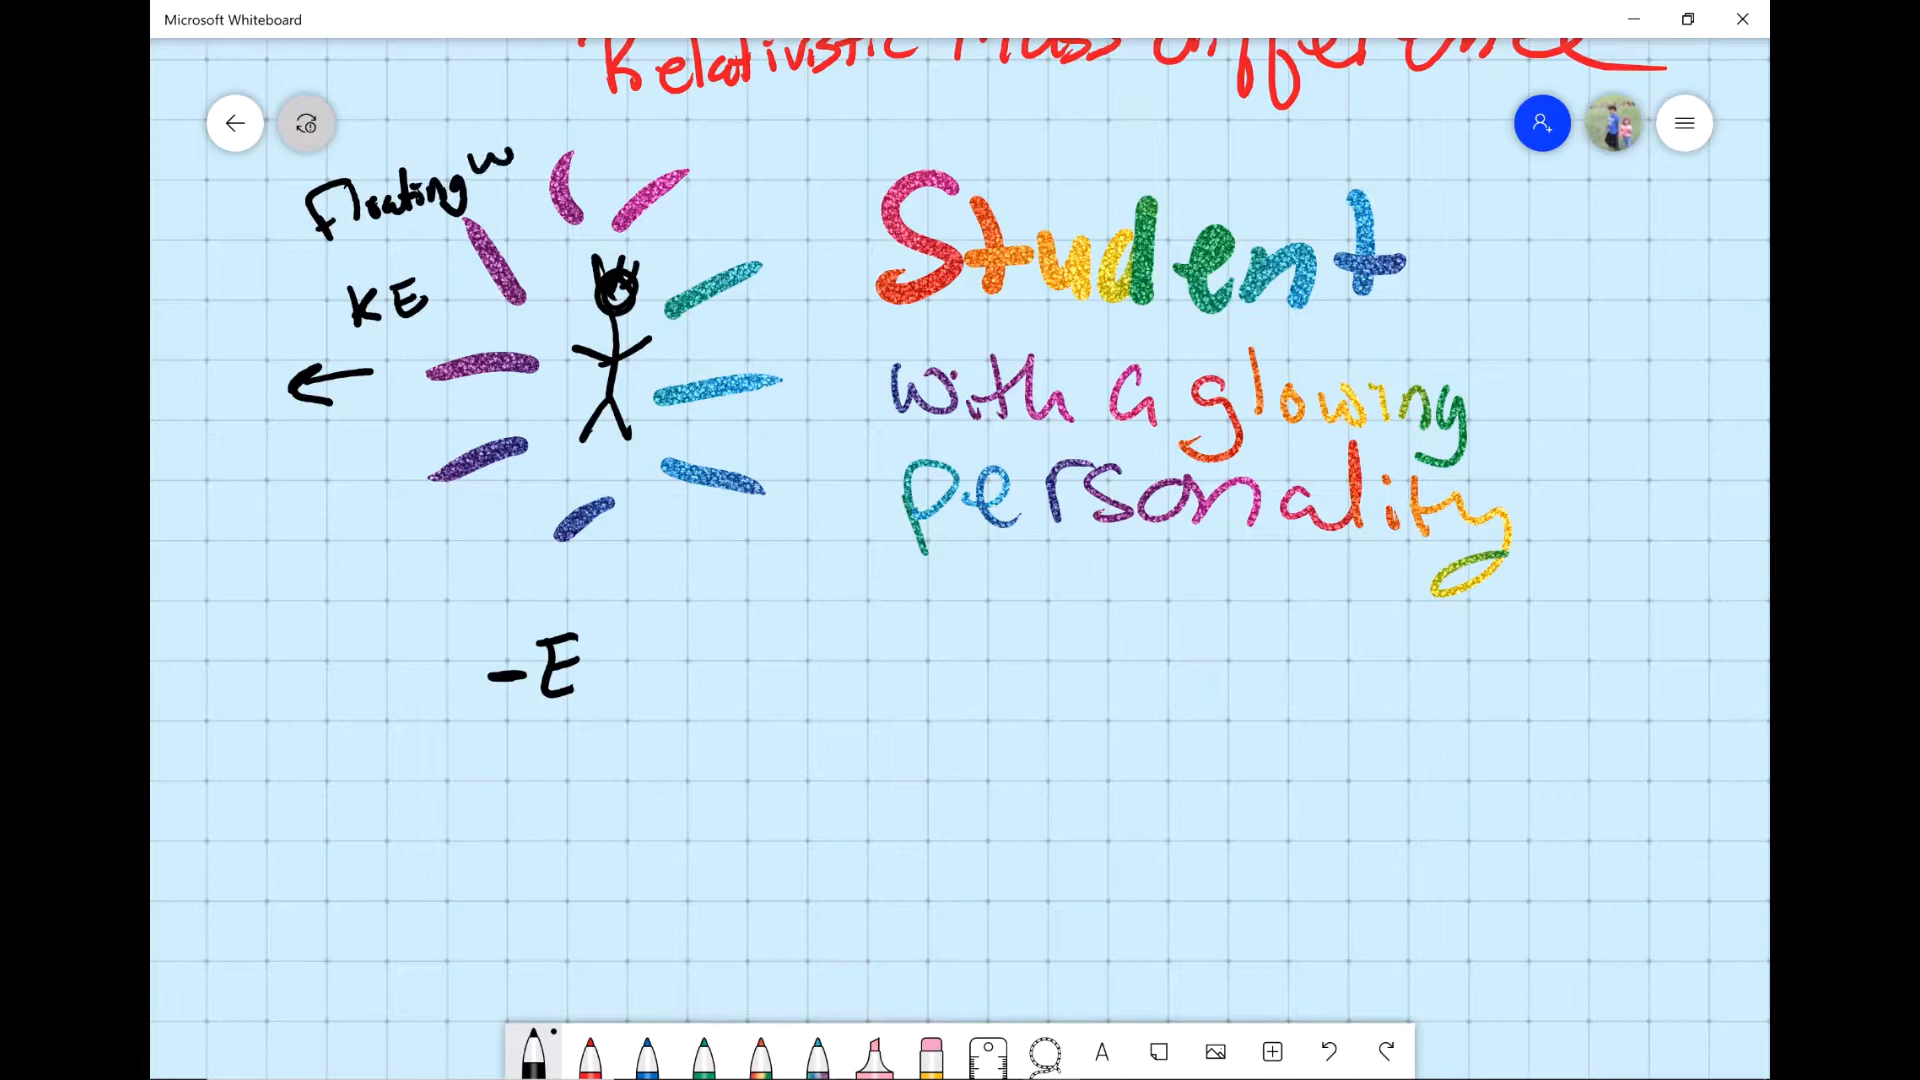 Microsoft Whiteboard
Relativistic Mass difference
floating w
KE
Student
with a glowing
personality
-E
A